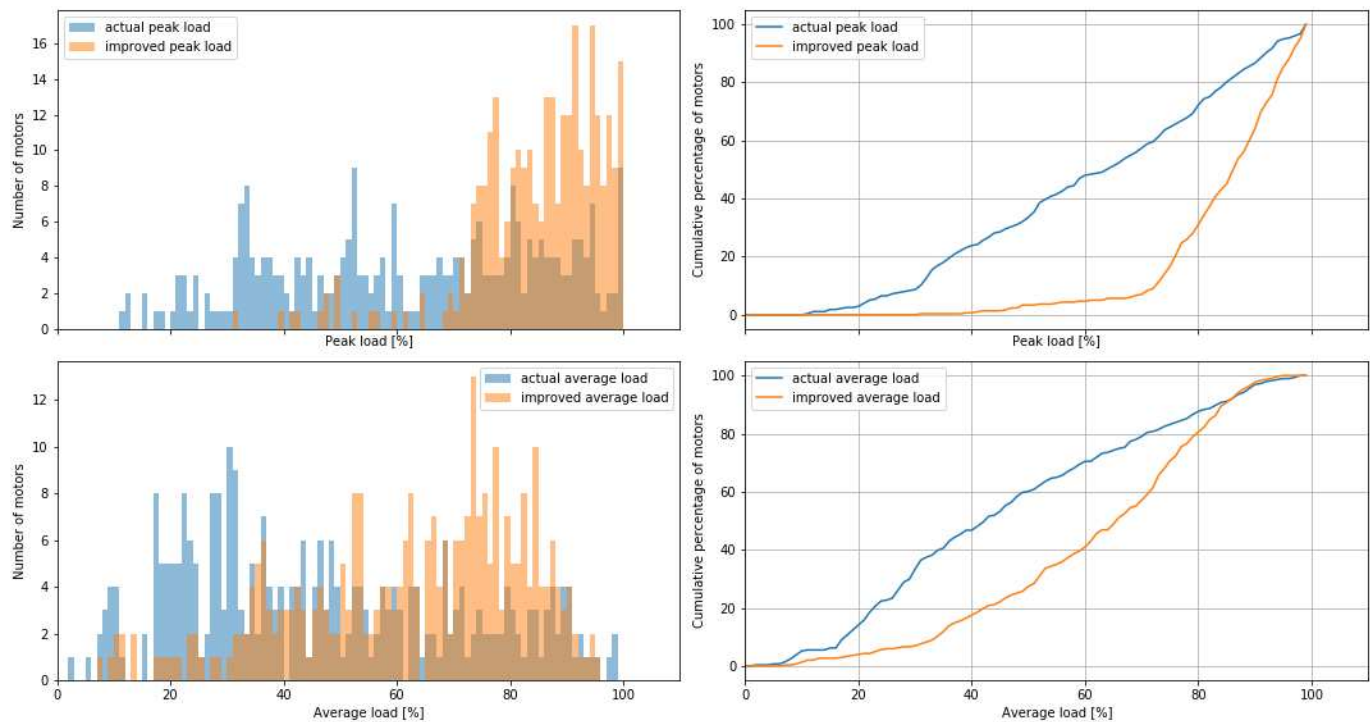 actual peak load
improved peak load
Number of motors
16
14
12
10
8
6
4
2
0
Peak load [%]
actual peak load
improved peak load
Cumulative percentage of motors
100
80
60
40
20
0
Peak load [%]
actual average load
improved average load
Number of motors
12
10
8
6
4
2
0
0 20 40 60 80 100
Average load [%]
actual average load
improved average load
Cumulative percentage of motors
100
80
60
40
20
0
0 20 40 60 80 100
Average load [%]